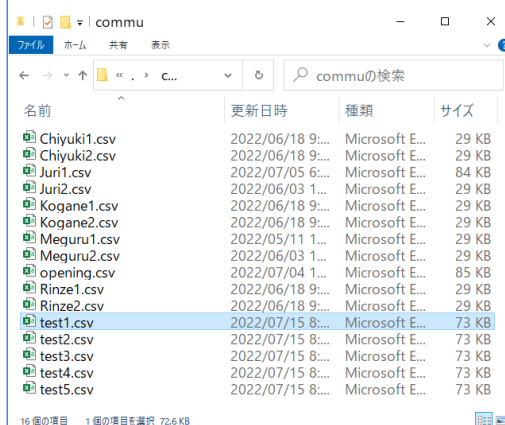 commu
ファイル ホーム 共有 表示
« . › c... commuの検索
名前 更新日時 種類 サイズ
Chiyuki1.csv 2022/06/18 9:... Microsoft E... 29 KB
Chiyuki2.csv 2022/06/18 9:... Microsoft E... 29 KB
Juri1.csv 2022/07/05 6:... Microsoft E... 84 KB
Juri2.csv 2022/06/03 1... Microsoft E... 29 KB
Kogane1.csv 2022/06/18 9:... Microsoft E... 29 KB
Kogane2.csv 2022/06/18 9:... Microsoft E... 29 KB
Meguru1.csv 2022/05/11 1... Microsoft E... 29 KB
Meguru2.csv 2022/06/03 1... Microsoft E... 29 KB
opening.csv 2022/07/04 1... Microsoft E... 85 KB
Rinze1.csv 2022/06/18 9:... Microsoft E... 29 KB
Rinze2.csv 2022/06/18 9:... Microsoft E... 29 KB
test1.csv 2022/07/15 8:... Microsoft E... 73 KB
test2.csv 2022/07/15 8:... Microsoft E... 73 KB
test3.csv 2022/07/15 8:... Microsoft E... 73 KB
test4.csv 2022/07/15 8:... Microsoft E... 73 KB
test5.csv 2022/07/15 8:... Microsoft E... 73 KB
16 個の項目 1 個の項目を選択 72.6 KB